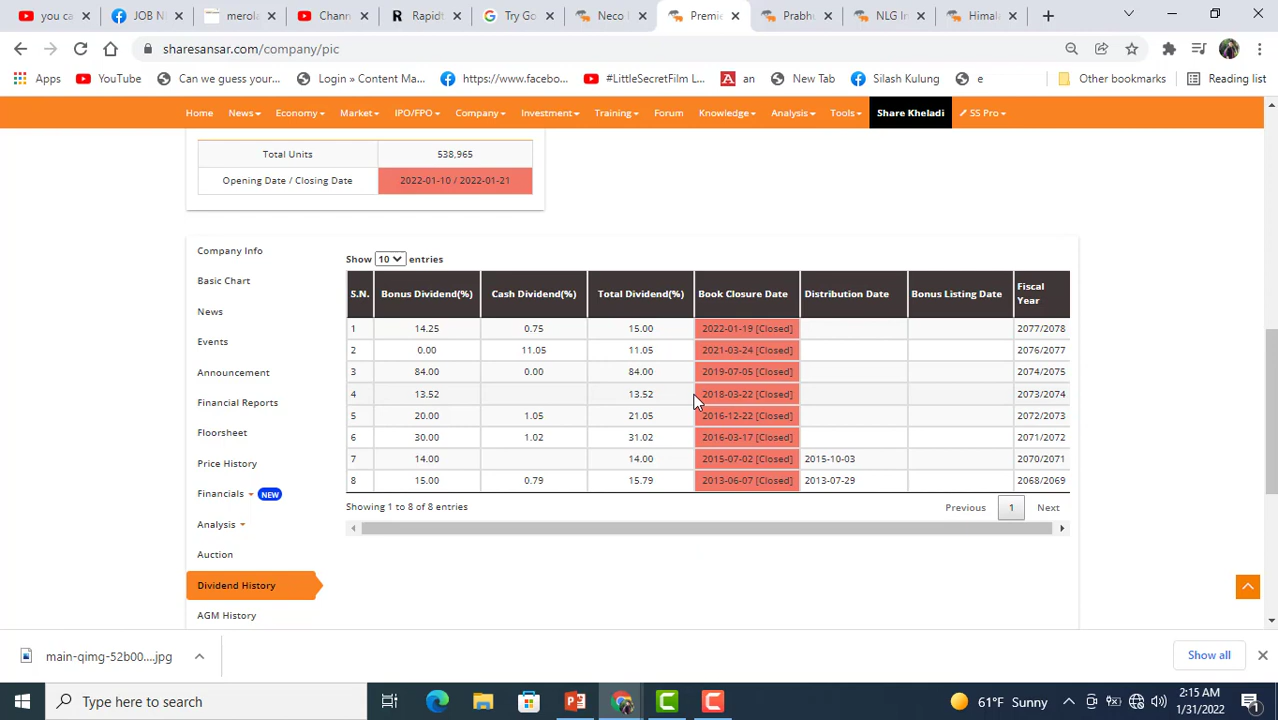 you ca
JOB N
merola
Chann
Rapidt
Try Go
Neco
Premie
Prabhu
NLG In
Himal
sharesansar.com/company/pic
Apps YouTube Can we guess your... Login » Content Ma... https://www.facebo... #LittleSecretFilm L... an New Tab Silash Kulung e Other bookmarks Reading list
Home News Economy Market IPO/FPO Company Investment Training Forum Knowledge Analysis Tools Share Kheladi SS Pro
Total Units 538,965
Opening Date / Closing Date 2022-01-10 / 2022-01-21
Company Info
Basic Chart
News
Events
Announcement
Financial Reports
Floorsheet
Price History
Financials NEW
Analysis
Auction
Dividend History
AGM History
Show 10 entries
S.N. Bonus Dividend(%) Cash Dividend(%) Total Dividend(%) Book Closure Date Distribution Date Bonus Listing Date Fiscal
Year
1 14.25 0.75 15.00 2022-01-19 [Closed] 2077/2078
2 0.00 11.05 11.05 2021-03-24 [Closed] 2076/2077
3 84.00 0.00 84.00 2019-07-05 [Closed] 2074/2075
4 13.52 13.52 2018-03-22 [Closed] 2073/2074
5 20.00 1.05 21.05 2016-12-22 [Closed] 2072/2073
6 30.00 1.02 31.02 2016-03-17 [Closed] 2071/2072
7 14.00 14.00 2015-07-02 [Closed] 2015-10-03 2070/2071
8 15.00 0.79 15.79 2013-06-07 [Closed] 2013-07-29 2068/2069
Showing 1 to 8 of 8 entries Previous 1 Next
main-qimg-52b00....jpg Show all
Type here to search
61°F Sunny
2:15 AM
1/31/2022